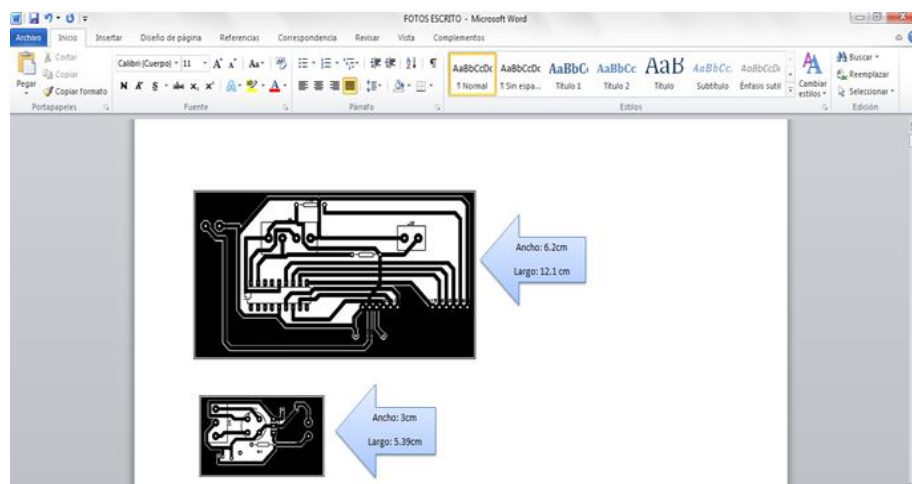 FOTOS ESCRITO - Microsoft Word
Archivo Inicio Insertar Diseño de página Referencias Correspondencia Revisar Vista Complementos
Pegar
Cortar
Copiar
Copiar formato
Portapapeles
Calibri (Cuerpo) 11
N K S abc x, x²
Fuente
Párrafo
AaBbCcDc AaBbCcDc AaBbC AaBbCc AaB AaBbCc. AaBbCcDc
¶ Normal ¶ Sin espa... Título 1 Título 2 Título Subtítulo Énfasis sutil
Cambiar estilos
Estilos
Buscar
Reemplazar
Seleccionar
Edición
Ancho: 6.2cm
Largo: 12.1 cm
Ancho: 3cm
Largo: 5.39cm